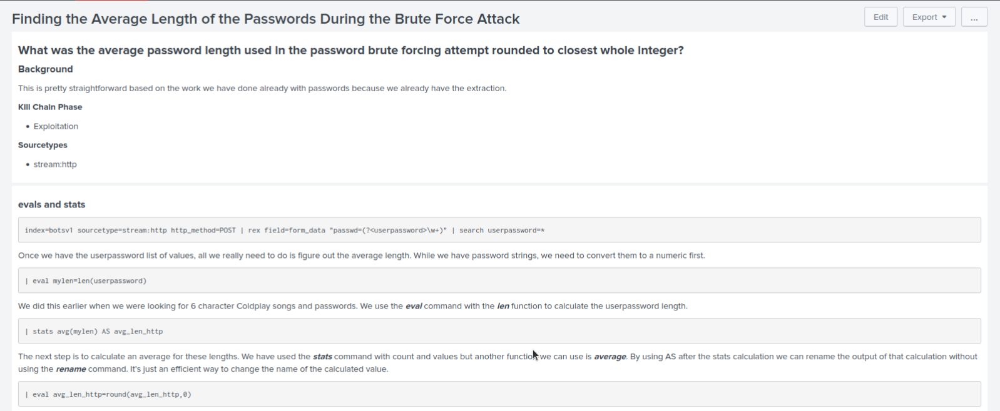 Finding the Average Length of the Passwords During the Brute Force Attack
Edit
Export
...
What was the average password length used in the password brute forcing attempt rounded to closest whole integer?
Background
This is pretty straightforward based on the work we have done already with passwords because we already have the extraction.
Kill Chain Phase
• Exploitation
Sourcetypes
• stream:http
evals and stats
index=botsv1 sourcetype=stream:http http_method=POST | rex field=form_data "passwd=(?<userpassword>\w+)" | search userpassword=*
Once we have the userpassword list of values, all we really need to do is figure out the average length. While we have password strings, we need to convert them to a numeric first.
| eval mylen=len(userpassword)
We did this earlier when we were looking for 6 character Coldplay songs and passwords. We use the eval command with the len function to calculate the userpassword length.
| stats avg(mylen) AS avg_len_http
The next step is to calculate an average for these lengths. We have used the stats command with count and values but another function we can use is average. By using AS after the stats calculation we can rename the output of that calculation without
using the rename command. It's just an efficient way to change the name of the calculated value.
| eval avg_len_http=round(avg_len_http,0)